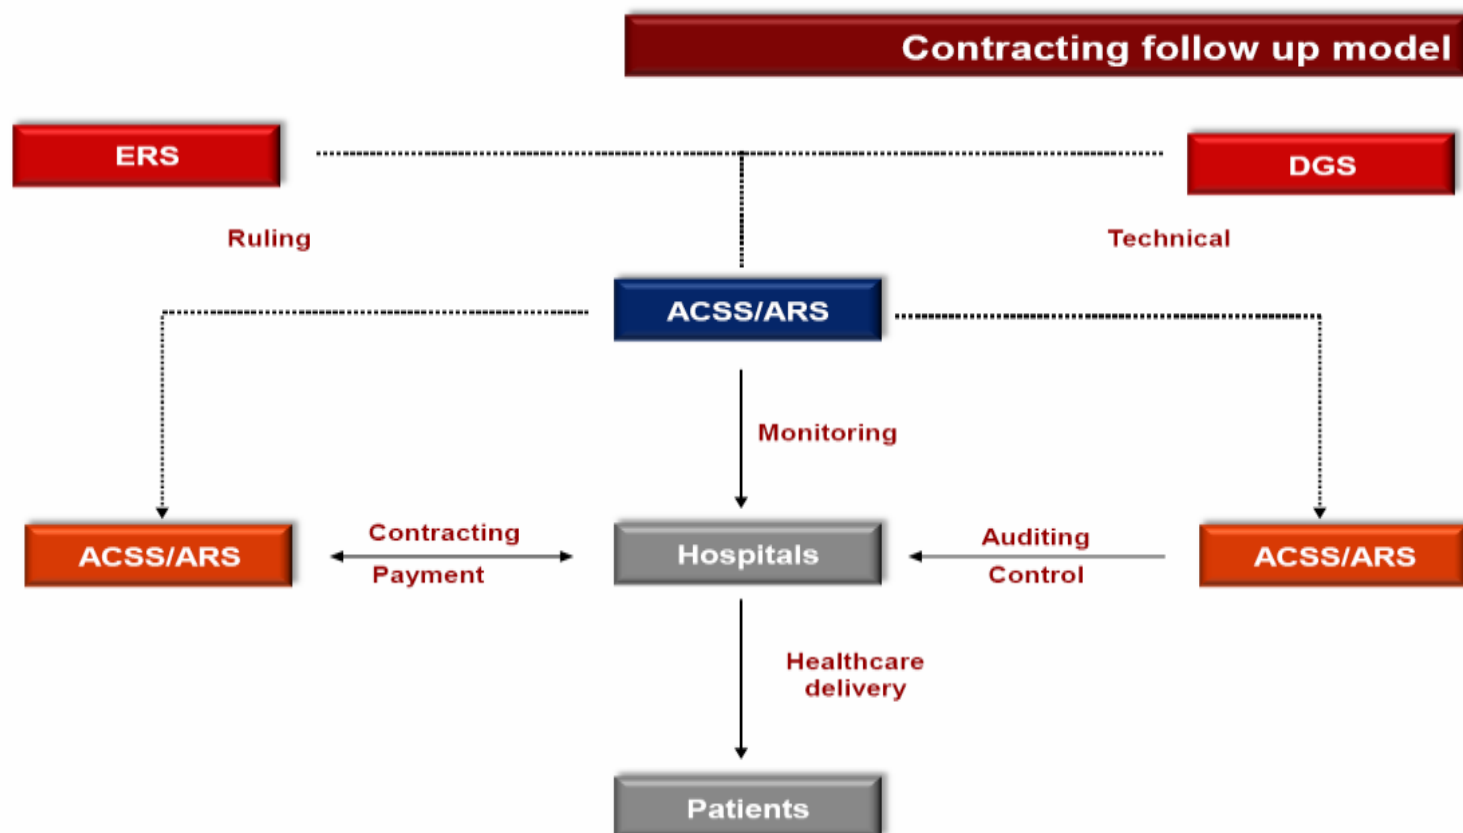 Contracting follow up model
ERS
DGS
Ruling
Technical
ACSS/ARS
Monitoring
ACSS/ARS
Contracting
Payment
Hospitals
Auditing
Control
ACSS/ARS
Healthcare
delivery
Patients